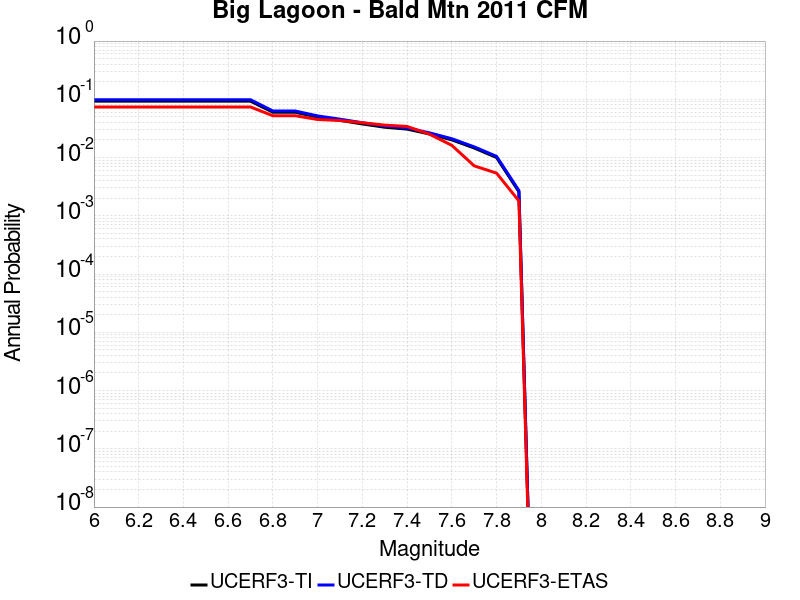 Big Lagoon - Bald Mtn 2011 CFM
Annual Probability
10^0
10^-1
10^-2
10^-3
10^-4
10^-5
10^-6
10^-7
10^-8
6 6.2 6.4 6.6 6.8 7 7.2 7.4 7.6 7.8 8 8.2 8.4 8.6 8.8 9
Magnitude
UCERF3-TI UCERF3-TD UCERF3-ETAS